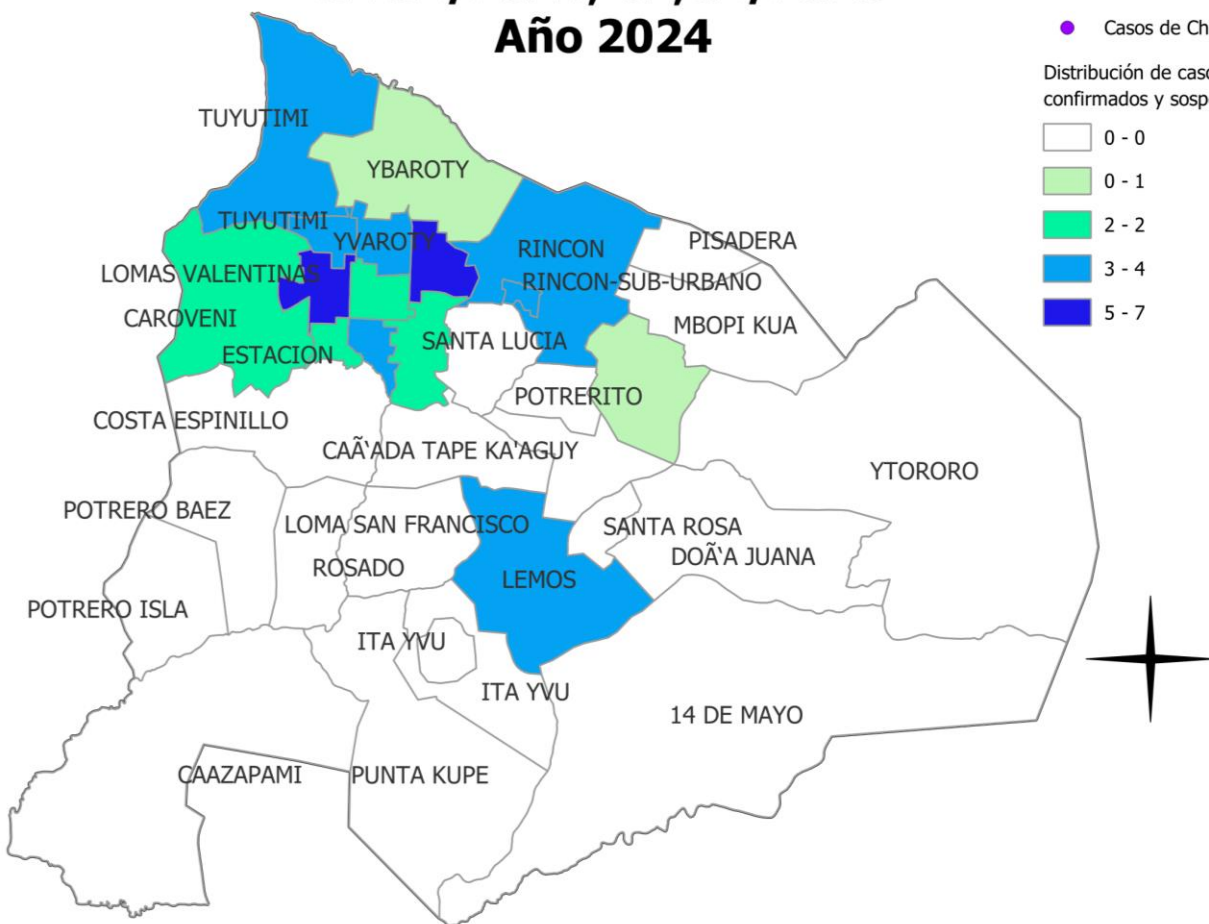 Año 2024
Casos de Ch
Distribución de caso
confirmados y sosp
0 - 0
0 - 1
2 - 2
3 - 4
5 - 7
TUYUTIMI
YBAROTY
TUYUTIMI
YVAROTY
RINCON
PISADERA
LOMAS VALENTINAS
RINCON-SUB-URBANO
CAROVENI
MBOPI KUA
ESTACION
SANTA LUCIA
POTRERITO
COSTA ESPINILLO
CAÃ‘ADA TAPE KA'AGUY
YTORORO
POTRERO BAEZ
LOMA SAN FRANCISCO
SANTA ROSA
DOÃ‘A JUANA
ROSADO
LEMOS
POTRERO ISLA
ITA YVU
ITA YVU
14 DE MAYO
CAAZAPAMI
PUNTA KUPE